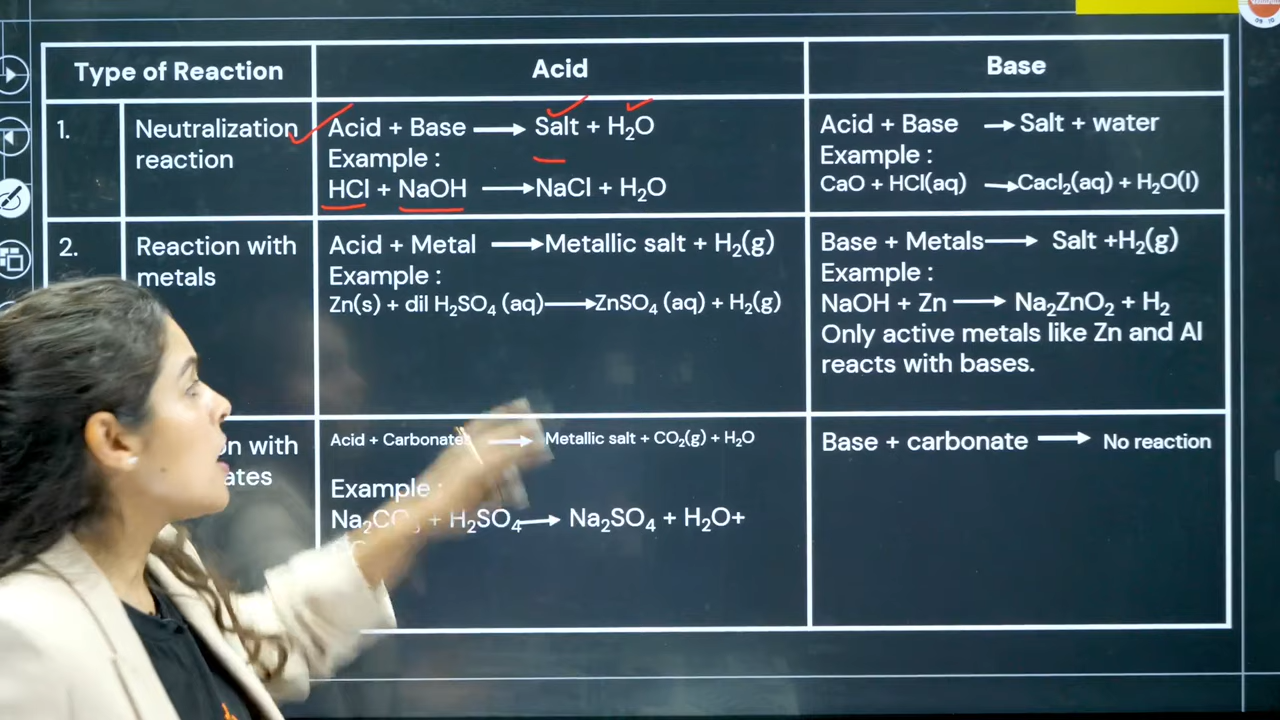 Type of Reaction
Acid
Base
1.
Neutralization
reaction
Acid + Base ⟶ Salt + H₂O
Example :
HCl + NaOH ⟶ NaCl + H₂O
Acid + Base → Salt + water
Example :
CaO + HCl(aq) → Cacl₂(aq) + H₂O(l)
2.
Reaction with
metals
Acid + Metal ⟶ Metallic salt + H₂(g)
Example :
Zn(s) + dil H₂SO₄ (aq) ⟶ ZnSO₄ (aq) + H₂(g)
Base + Metals ⟶ Salt +H₂(g)
Example :
NaOH + Zn ⟶ Na₂ZnO₂ + H₂
Only active metals like Zn and Al
reacts with bases.
with
Acid + Carbonates ⟶ Metallic salt + CO₂(g) + H₂O
Example :
+ H₂SO₄ ⟶ Na₂SO₄ + H₂O+
Base + carbonate ⟶ No reaction